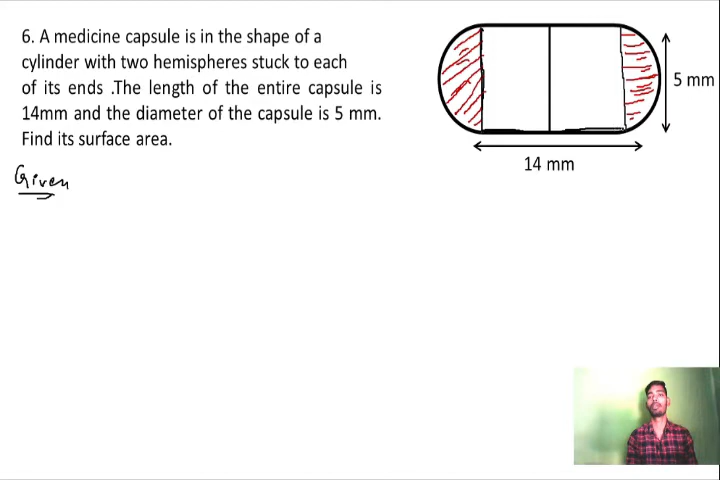 6. A medicine capsule is in the shape of a
cylinder with two hemispheres stuck to each
of its ends .The length of the entire capsule is
14mm and the diameter of the capsule is 5 mm.
Find its surface area.
Given
5 mm
14 mm